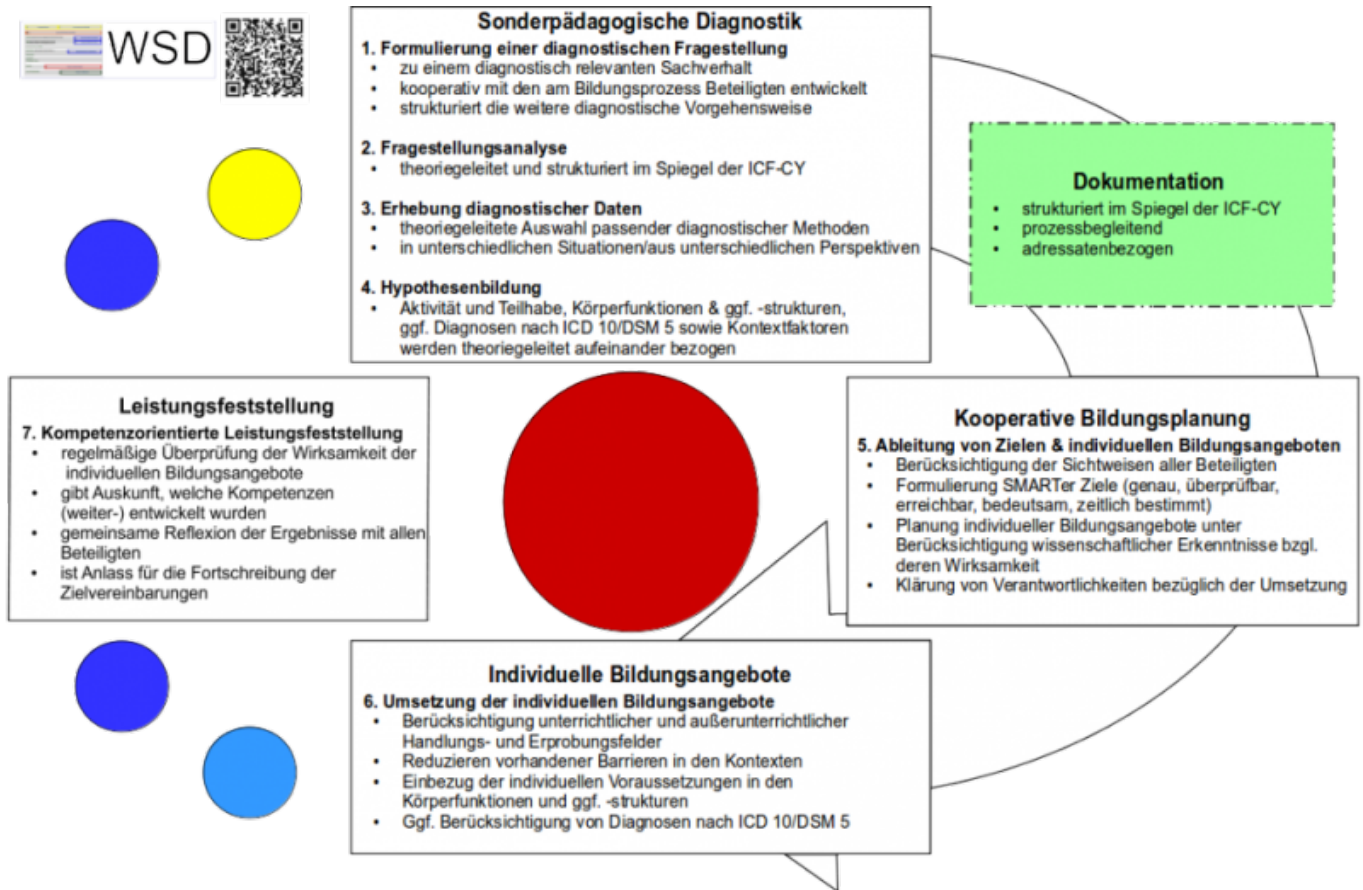 WSD
Sonderpädagogische Diagnostik
1. Formulierung einer diagnostischen Fragestellung
• zu einem diagnostisch relevanten Sachverhalt
• kooperativ mit den am Bildungsprozess Beteiligten entwickelt
• strukturiert die weitere diagnostische Vorgehensweise
2. Fragestellungsanalyse
• theoriegeleitet und strukturiert im Spiegel der ICF-CY
3. Erhebung diagnostischer Daten
• theoriegeleitete Auswahl passender diagnostischer Methoden
• in unterschiedlichen Situationen/aus unterschiedlichen Perspektiven
4. Hypothesenbildung
• Aktivität und Teilhabe, Körperfunktionen & ggf. -strukturen,
ggf. Diagnosen nach ICD 10/DSM 5 sowie Kontextfaktoren
werden theoriegeleitet aufeinander bezogen
Dokumentation
• strukturiert im Spiegel der ICF-CY
• prozessbegleitend
• adressatenbezogen
Leistungsfeststellung
7. Kompetenzorientierte Leistungsfeststellung
• regelmäßige Überprüfung der Wirksamkeit der
individuellen Bildungsangebote
• gibt Auskunft, welche Kompetenzen
(weiter-) entwickelt wurden
• gemeinsame Reflexion der Ergebnisse mit allen
Beteiligten
• ist Anlass für die Fortschreibung der
Zielvereinbarungen
Kooperative Bildungsplanung
5. Ableitung von Zielen & individuellen Bildungsangeboten
• Berücksichtigung der Sichtweisen aller Beteiligten
• Formulierung SMARTer Ziele (genau, überprüfbar,
erreichbar, bedeutsam, zeitlich bestimmt)
• Planung individueller Bildungsangebote unter
Berücksichtigung wissenschaftlicher Erkenntnisse bzgl.
deren Wirksamkeit
• Klärung von Verantwortlichkeiten bezüglich der Umsetzung
Individuelle Bildungsangebote
6. Umsetzung der individuellen Bildungsangebote
• Berücksichtigung unterrichtlicher und außerunterrichtlicher
Handlungs- und Erprobungsfelder
• Reduzieren vorhandener Barrieren in den Kontexten
• Einbezug der individuellen Voraussetzungen in den
Körperfunktionen und ggf. -strukturen
• Ggf. Berücksichtigung von Diagnosen nach ICD 10/DSM 5